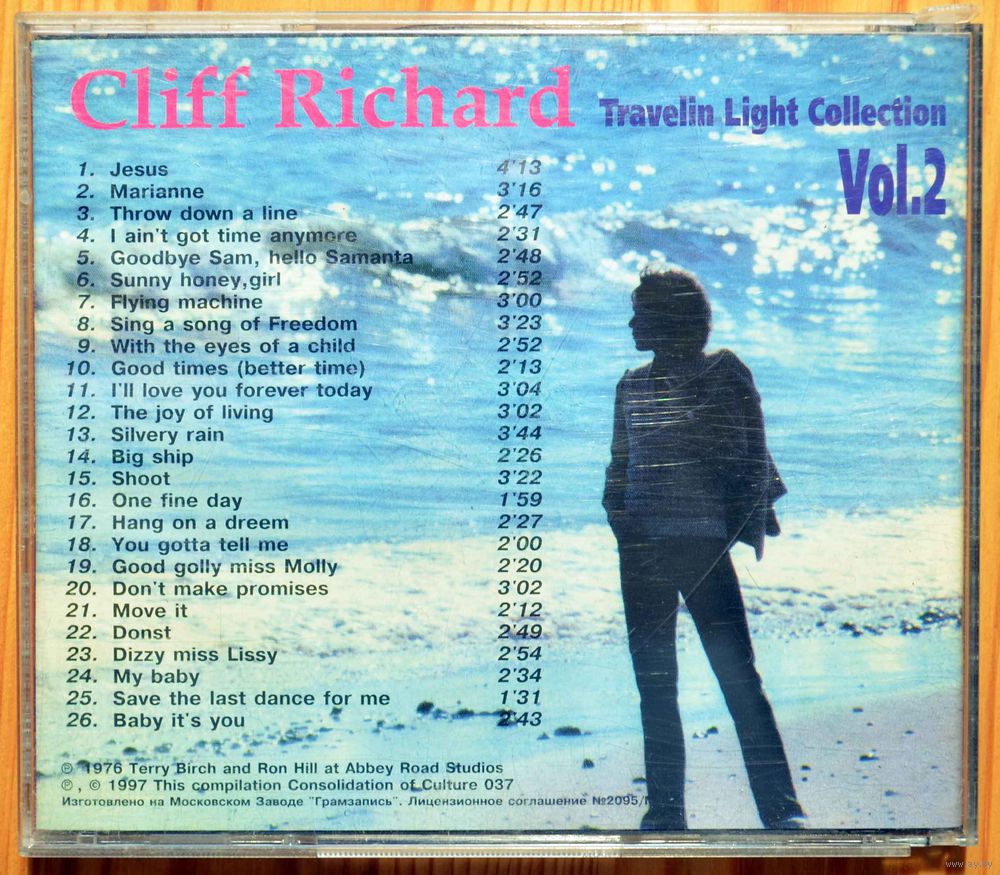 Cliff Richard Travelin Light Collection
Vol.2
1. Jesus 4'13
2. Marianne 3'16
3. Throw down a line 2'47
4. I ain't got time anymore 2'31
5. Goodbye Sam, hello Samanta 2'48
6. Sunny honey,girl 2'52
7. Flying machine 3'00
8. Sing a song of Freedom 3'23
9. With the eyes of a child 2'52
10. Good times (better time) 2'13
11. I'll love you forever today 3'04
12. The joy of living 3'02
13. Silvery rain 3'44
14. Big ship 2'26
15. Shoot 3'22
16. One fine day 1'59
17. Hang on a dreem 2'27
18. You gotta tell me 2'00
19. Good golly miss Molly 2'20
20. Don't make promises 3'02
21. Move it 2'12
22. Donst 2'49
23. Dizzy miss Lissy 2'54
24. My baby 2'34
25. Save the last dance for me 1'31
26. Baby it's you 2'43
℗ 1976 Terry Birch and Ron Hill at Abbey Road Studios
℗, © 1997 This compilation Consolidation of Culture 037
Изготовлено на Московском Заводе "Грамзапись". Лицензионное соглашение №2095/